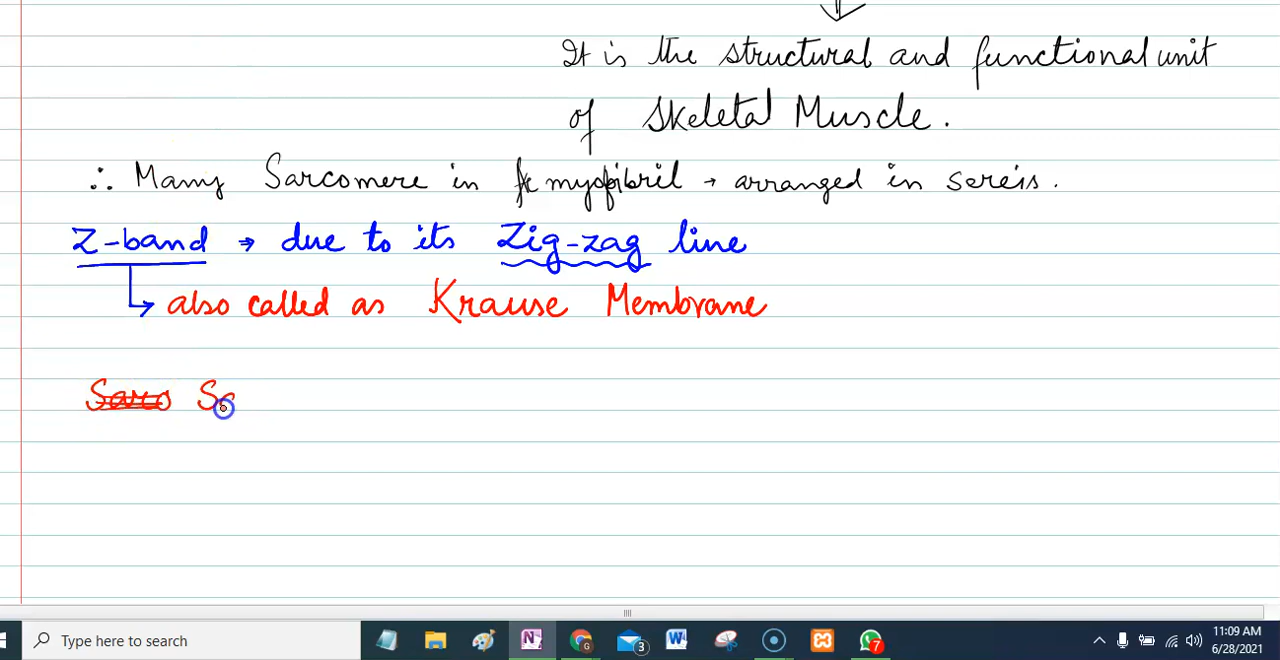 It is the structural and functional unit
of Skeletal Muscle.
∴ Many Sarcomere in myofibril → arranged in sereis.
Z-band → due to its Zig-zag line
also called as Krause Membrane
Sarco
Type here to search
3
7
11:09 AM
6/28/2021